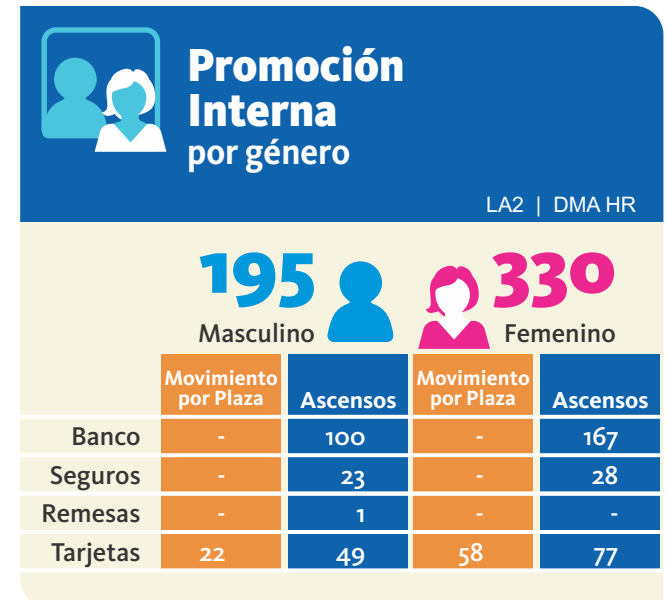 Promoción
Interna
por género
LA2 | DMA HR
195 330
Masculino Femenino
Movimiento por Plaza Ascensos Movimiento por Plaza Ascensos
Banco - 100 - 167
Seguros - 23 - 28
Remesas - 1 - -
Tarjetas 22 49 58 77